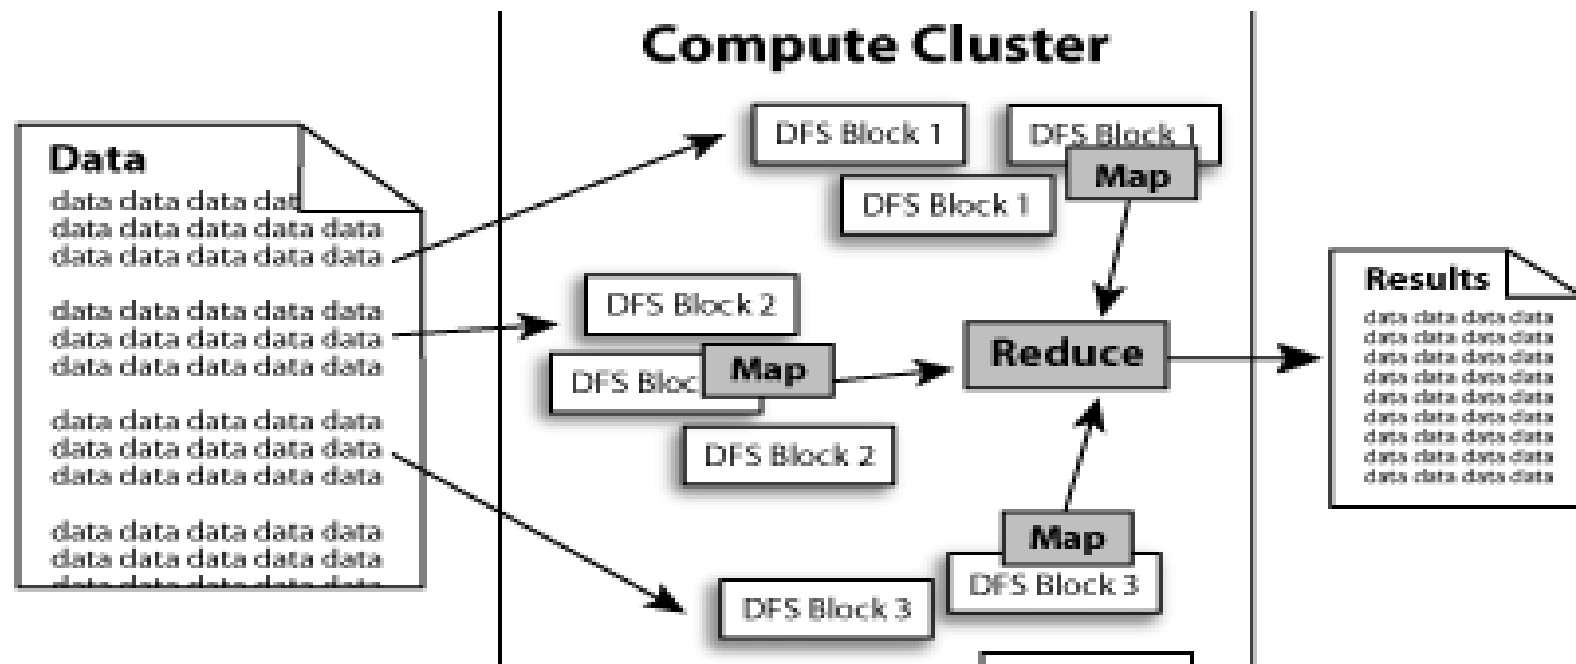 Compute Cluster
Data
data data data dat
data data data data data
data data data data data
data data data data data
data data data data data
data data data data data
data data data data data
data data data data data
data data data data data
data data data data data
data data data data data
data data data data data
DFS Block 1
DFS Block 1
Map
DFS Block 1
DFS Block 2
DFS Bloc
Map
DFS Block 2
Reduce
Map
DFS Block 3
DFS Block 3
Results
data data data data
data data data data
data data data data
data data data data
data data data data
data data data data
data data data data
data data data data
data data data data